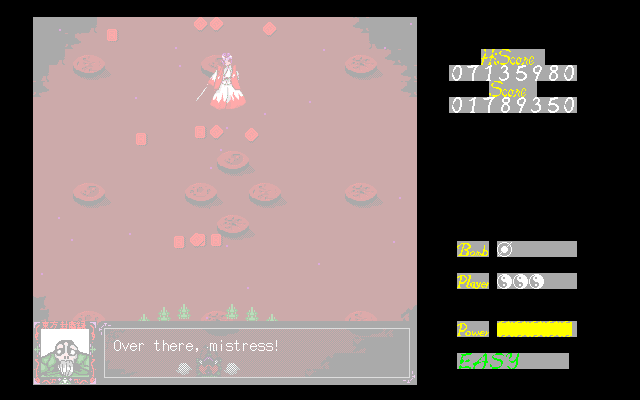 HiScore
07135980
Score
01789350
Bomb
Player
Power
EASY
Over there, mistress!